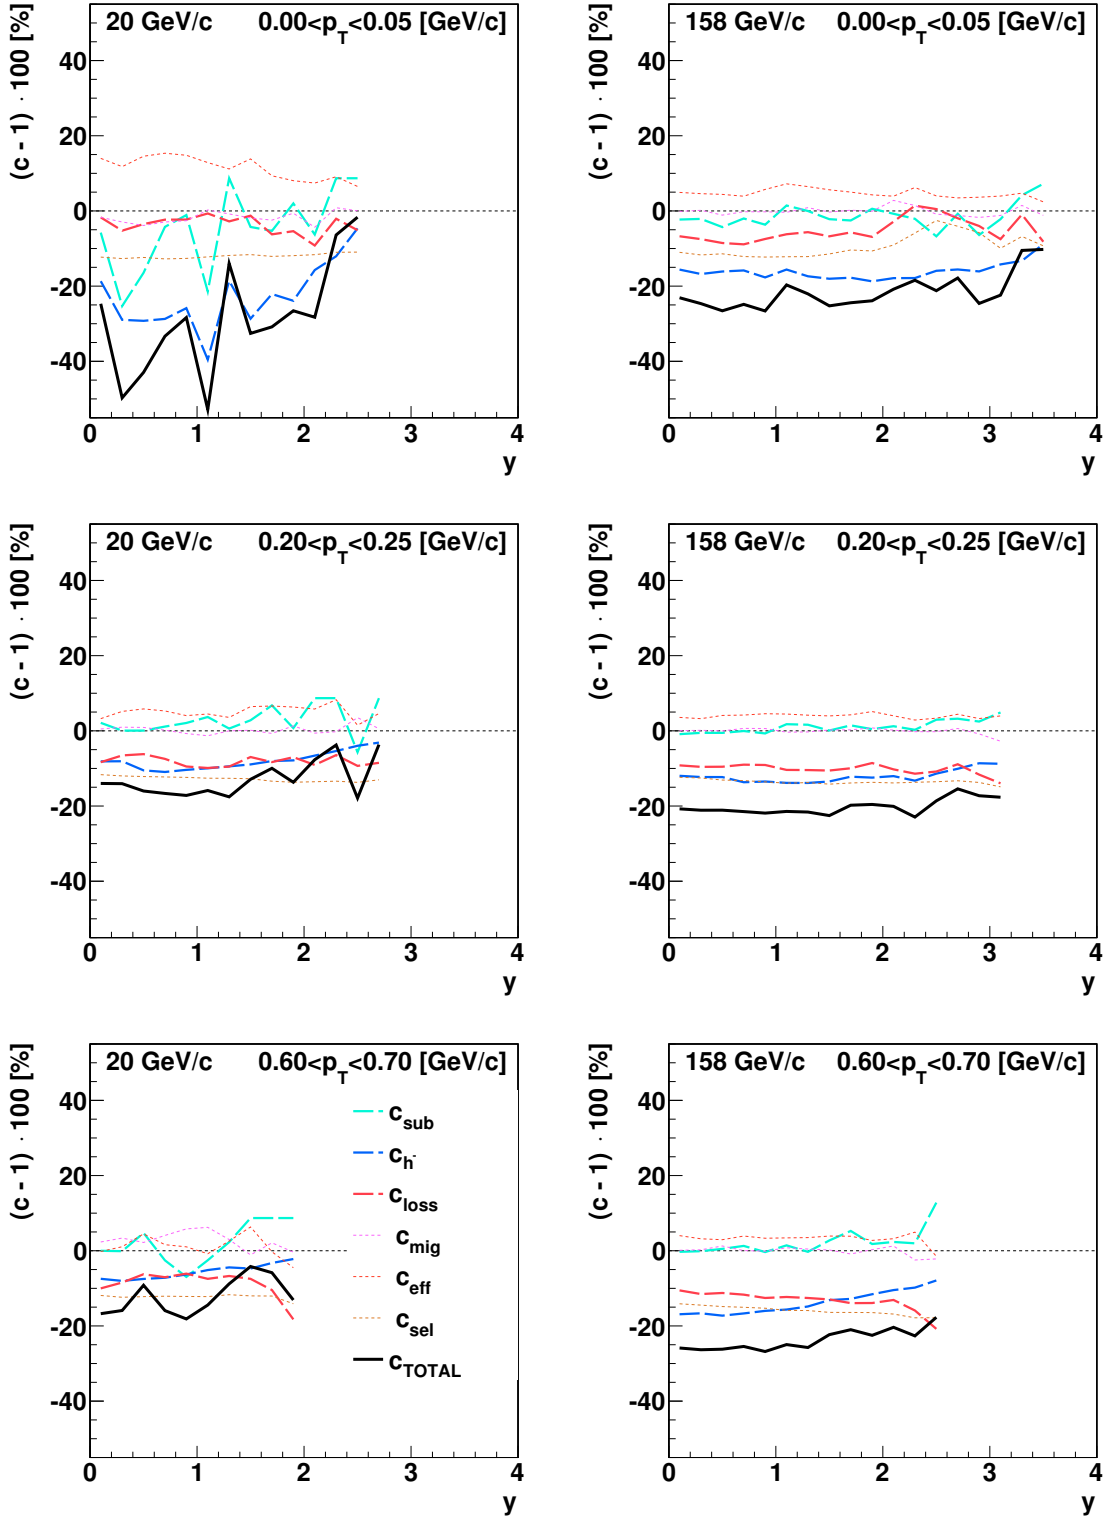 20 GeV/c 0.00<p_T<0.05 [GeV/c]
(c - 1) · 100 [%]
40
20
0
-20
-40
0 1 2 3 4
y
158 GeV/c 0.00<p_T<0.05 [GeV/c]
(c - 1) · 100 [%]
40
20
0
-20
-40
0 1 2 3 4
y
20 GeV/c 0.20<p_T<0.25 [GeV/c]
(c - 1) · 100 [%]
40
20
0
-20
-40
0 1 2 3 4
y
158 GeV/c 0.20<p_T<0.25 [GeV/c]
(c - 1) · 100 [%]
40
20
0
-20
-40
0 1 2 3 4
y
20 GeV/c 0.60<p_T<0.70 [GeV/c]
(c - 1) · 100 [%]
40
20
0
-20
-40
c_sub
c_h-
c_loss
c_mig
c_eff
c_sel
c_TOTAL
0 1 2 3 4
y
158 GeV/c 0.60<p_T<0.70 [GeV/c]
(c - 1) · 100 [%]
40
20
0
-20
-40
0 1 2 3 4
y